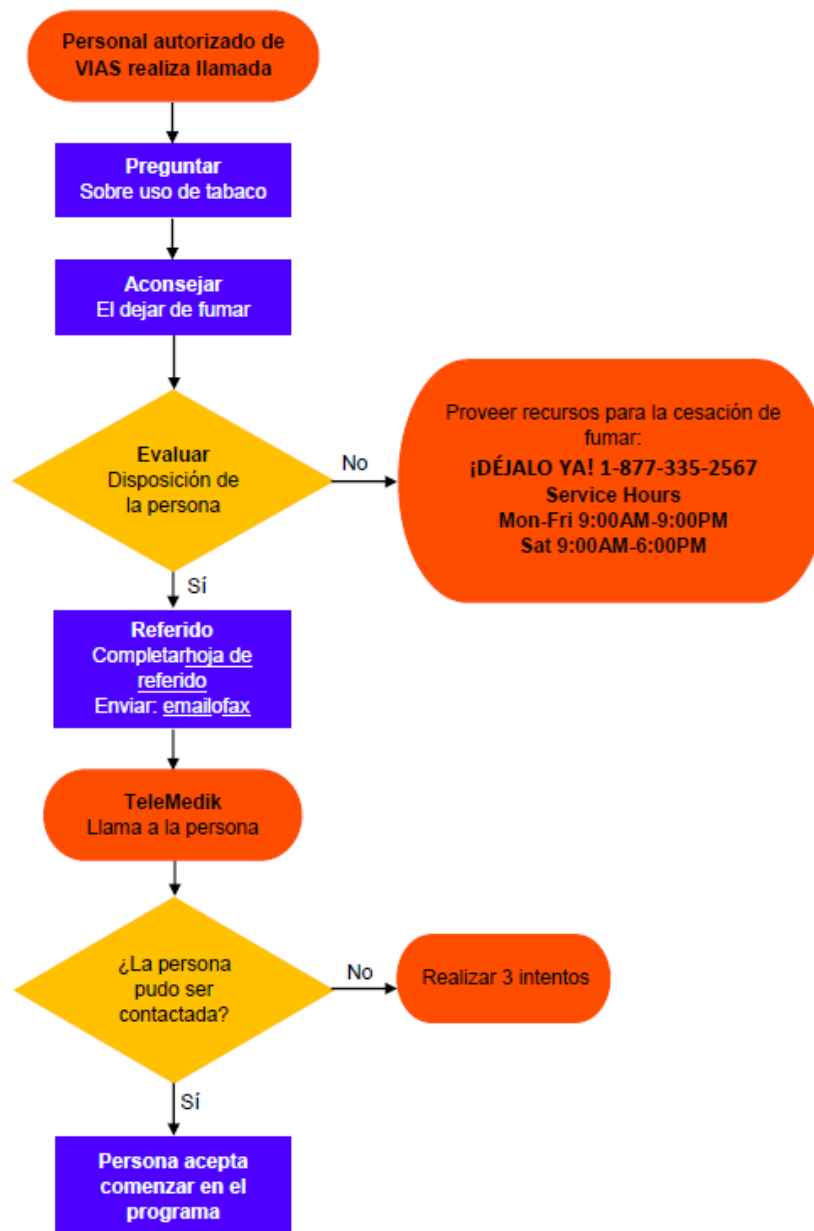 Personal autorizado de
VIAS realiza llamada
Preguntar
Sobre uso de tabaco
Aconsejar
El dejar de fumar
Evaluar
Disposición de
la persona
No
Proveer recursos para la cesación de
fumar:
¡DÉJALO YA! 1-877-335-2567
Service Hours
Mon-Fri 9:00AM-9:00PM
Sat 9:00AM-6:00PM
Sí
Referido
Completarhoja de
referido
Enviar: emailofax
TeleMedik
Llama a la persona
¿La persona
pudo ser
contactada?
No
Realizar 3 intentos
Sí
Persona acepta
comenzar en el
programa